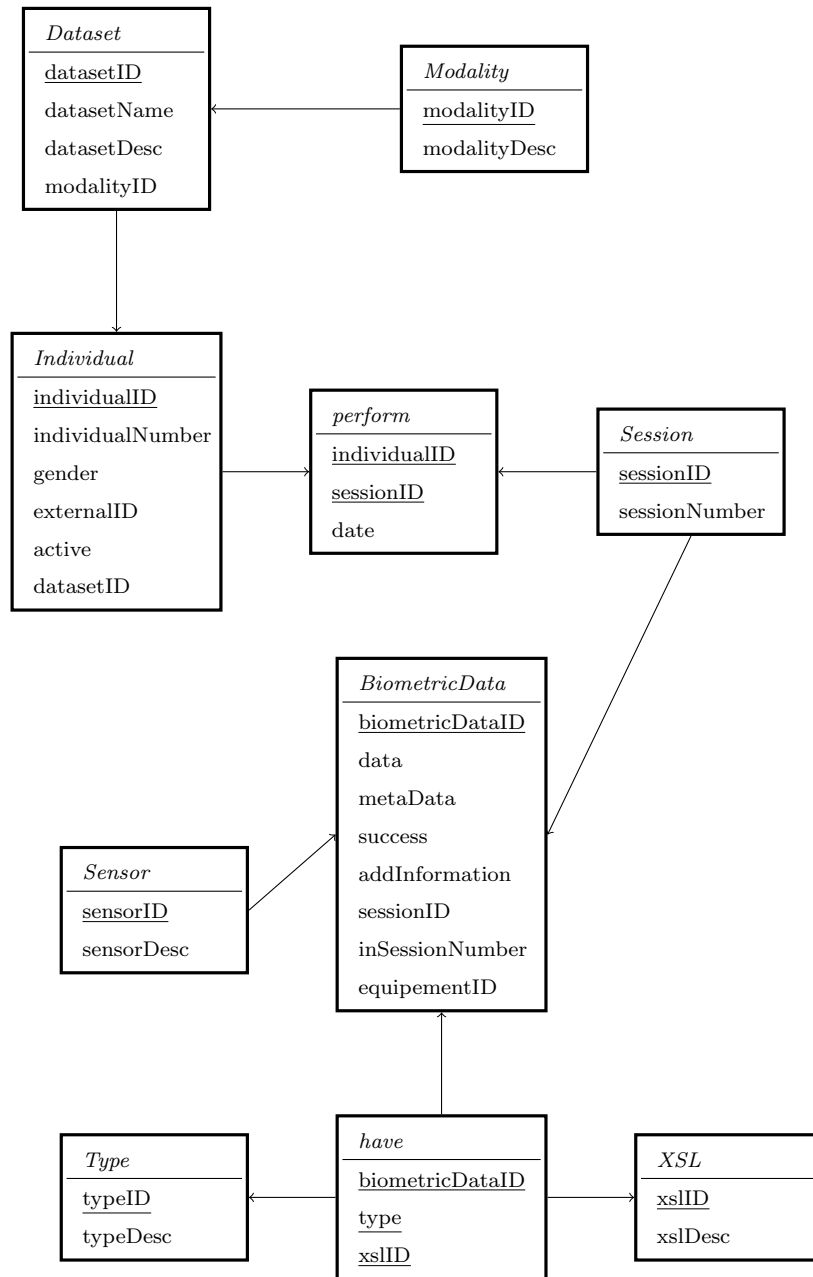 Dataset
datasetID
datasetName
datasetDesc
modalityID
Modality
modalityID
modalityDesc
Individual
individualID
individualNumber
gender
externalID
active
datasetID
perform
individualID
sessionID
date
Session
sessionID
sessionNumber
BiometricData
biometricDataID
data
metaData
success
addInformation
sessionID
inSessionNumber
equipementID
Sensor
sensorID
sensorDesc
Type
typeID
typeDesc
have
biometricDataID
type
xslID
XSL
xslID
xslDesc